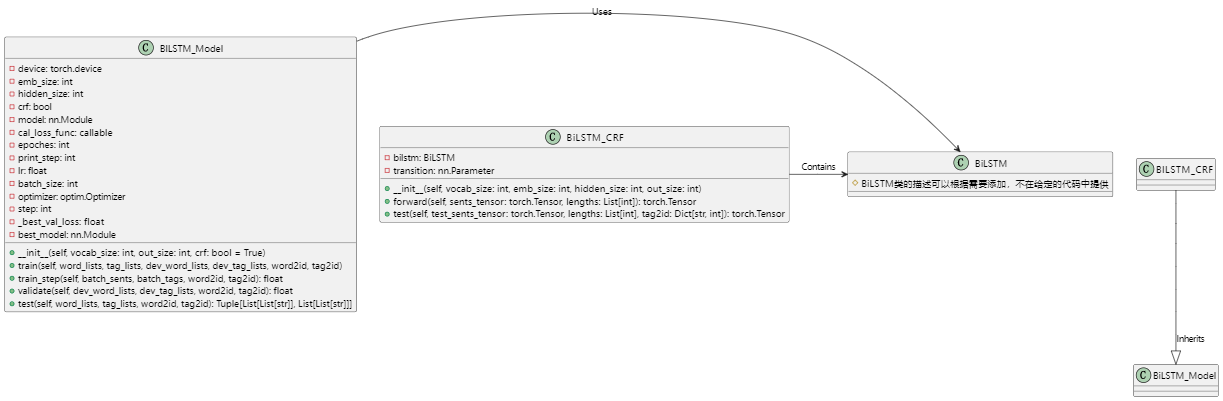 Uses
C BILSTM_Model
device: torch.device
emb_size: int
hidden_size: int
crf: bool
model: nn.Module
cal_loss_func: callable
epoches: int
print_step: int
lr: float
batch_size: int
optimizer: optim.Optimizer
step: int
_best_val_loss: float
best_model: nn.Module
__init__(self, vocab_size: int, out_size: int, crf: bool = True)
train(self, word_lists, tag_lists, dev_word_lists, dev_tag_lists, word2id, tag2id)
train_step(self, batch_sents, batch_tags, word2id, tag2id): float
validate(self, dev_word_lists, dev_tag_lists, word2id, tag2id): float
test(self, word_lists, tag_lists, word2id, tag2id): Tuple[List[List[str]], List[List[str]]]
C BiLSTM_CRF
bilstm: BiLSTM
transition: nn.Parameter
__init__(self, vocab_size: int, emb_size: int, hidden_size: int, out_size: int)
forward(self, sents_tensor: torch.Tensor, lengths: List[int]): torch.Tensor
test(self, test_sents_tensor: torch.Tensor, lengths: List[int], tag2id: Dict[str, int]): torch.Tensor
Contains
C BiLSTM
BiLSTM类的描述可以根据需要添加，不在给定的代码中提供
C BILSTM_CRF
Inherits
C BiLSTM_Model